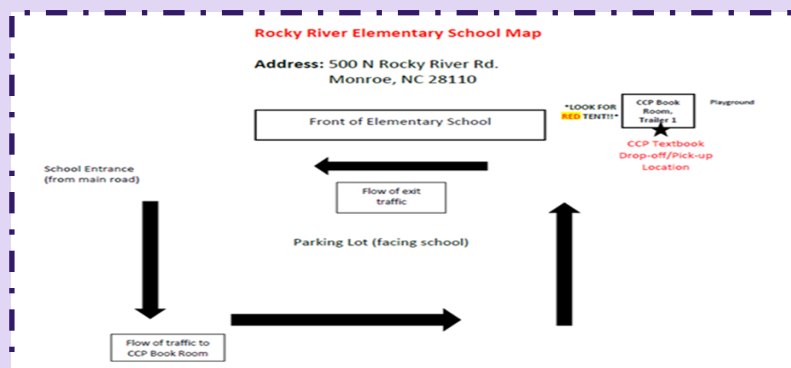 Rocky River Elementary School Map
Address: 500 N Rocky River Rd.
Monroe, NC 28110
Front of Elementary School
*LOOK FOR
RED TENT!!*
CCP Book
Room,
Trailer 1
Playground
CCP Textbook
Drop-off/Pick-up
Location
School Entrance
(from main road)
Flow of exit
traffic
Parking Lot (facing school)
Flow of traffic to
CCP Book Room